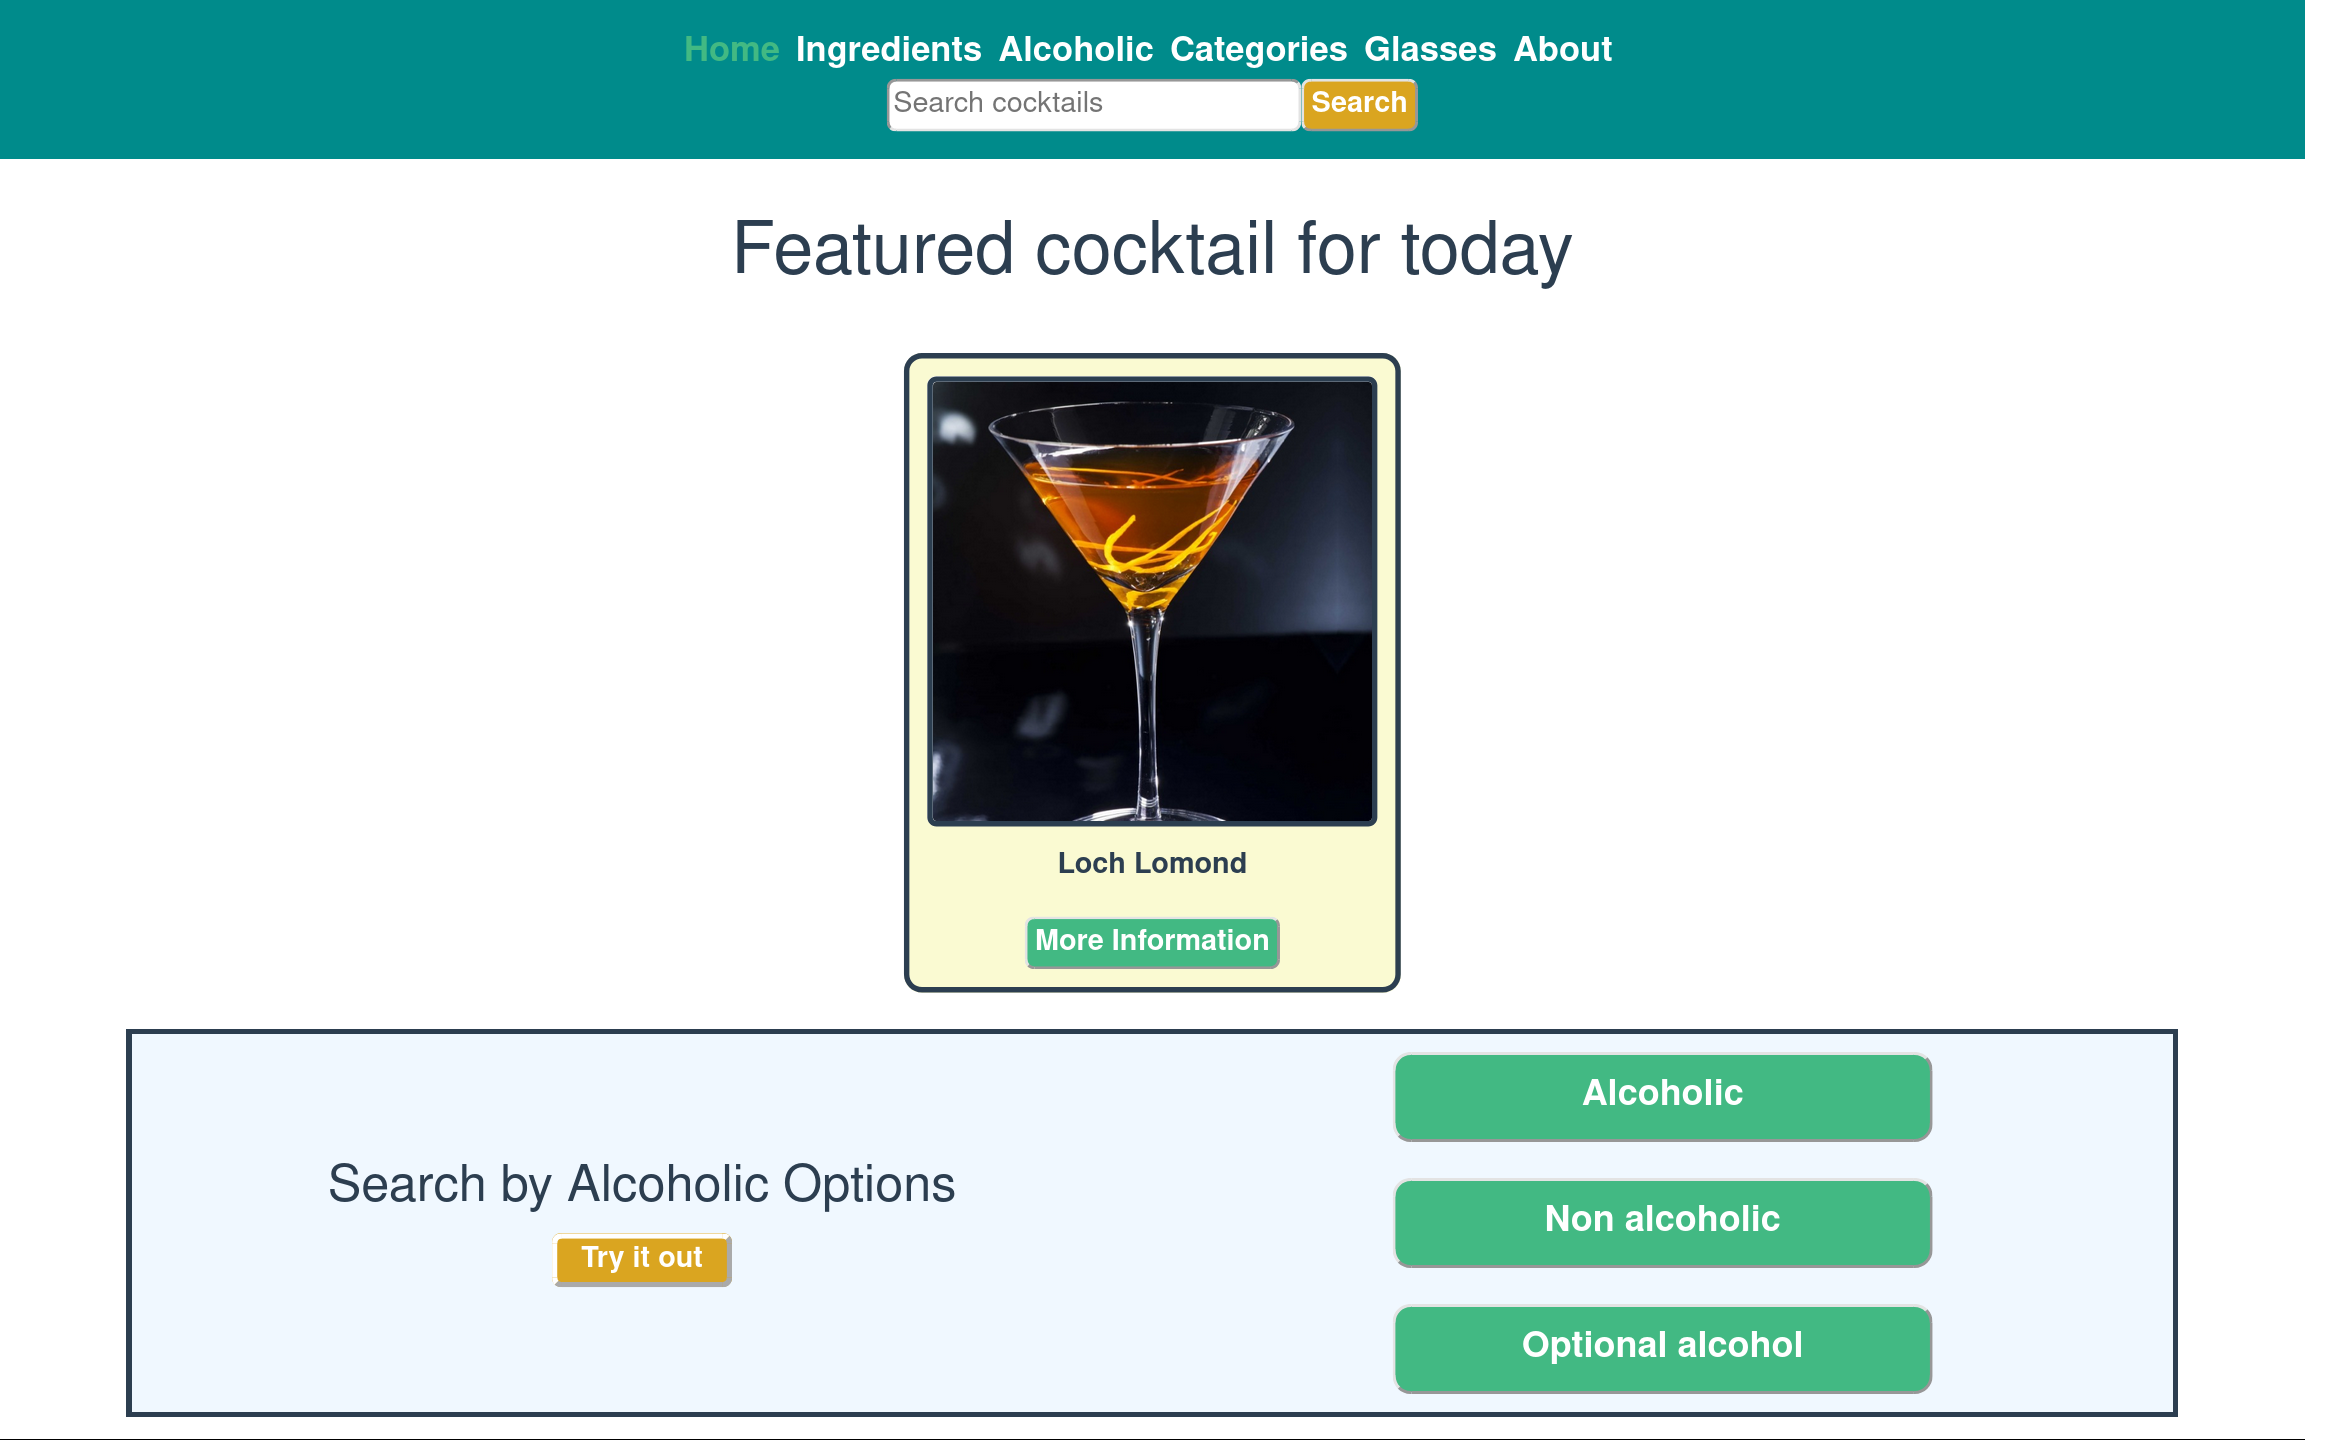 Home Ingredients Alcoholic Categories Glasses About
Search cocktails Search
Featured cocktail for today
Loch Lomond
More Information
Search by Alcoholic Options
Try it out
Alcoholic
Non alcoholic
Optional alcohol